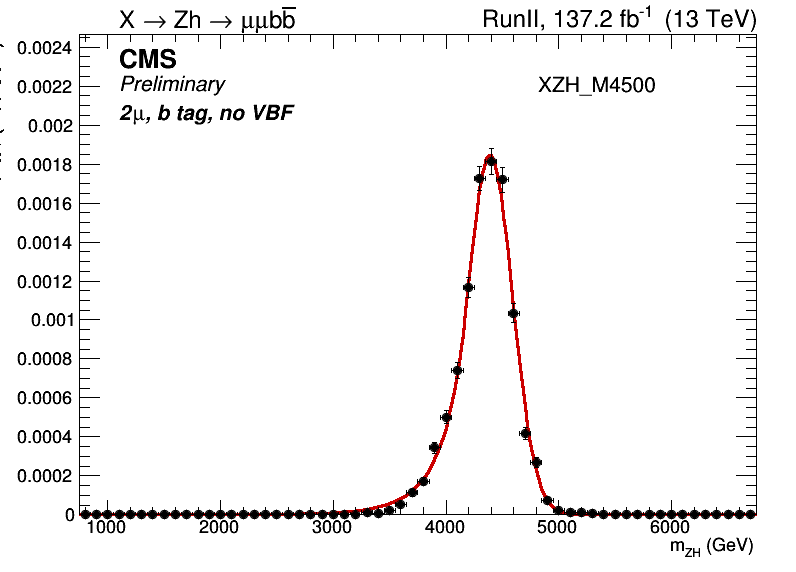 X → Zh → μμbb̅ RunII, 137.2 fb⁻¹ (13 TeV)
CMS
Preliminary
XZH_M4500
2μ, b tag, no VBF
0.0024
0.0022
0.002
0.0018
0.0016
0.0014
0.0012
0.001
0.0008
0.0006
0.0004
0.0002
0
1000 2000 3000 4000 5000 6000
m_ZH (GeV)